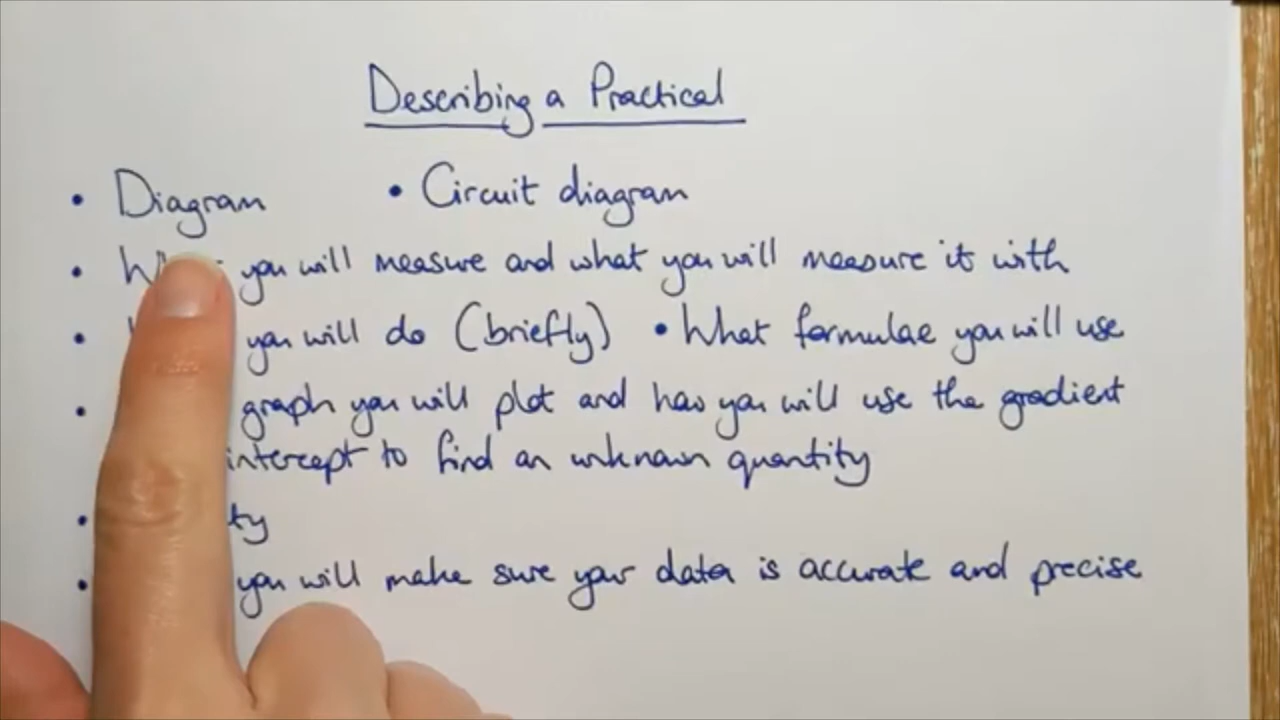 Describing a Practical
• Diagram • Circuit diagram
• you will measure and what you will measure it with
• you will do (briefly) • What formulae you will use
• graph you will plot and how you will use the gradient
intercept to find an unknown quantity
•
• you will make sure your data is accurate and precise